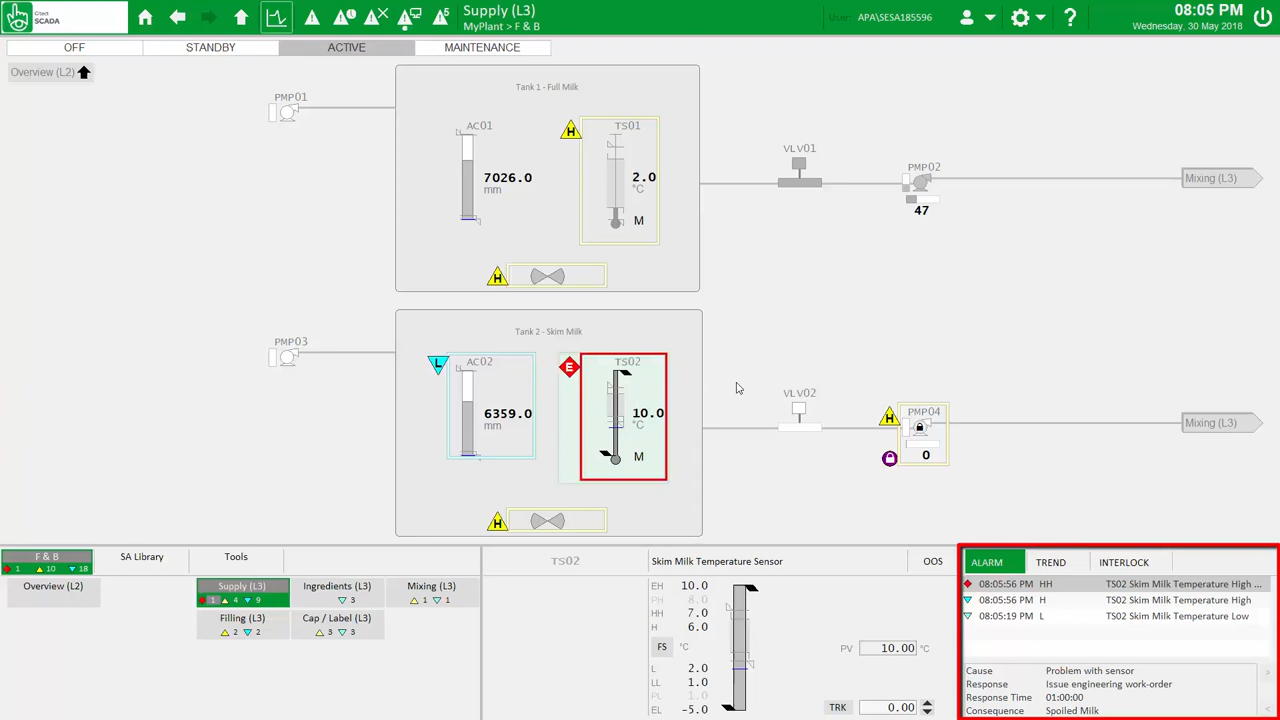 Citect
SCADA
5
Supply (L3)
MyPlant > F & B
User: APA\SESA185596
?
08:05 PM
Wednesday, 30 May 2018
OFF STANDBY ACTIVE MAINTENANCE
Overview (L2)
Tank 1 - Full Milk
PMP01
AC01
7026.0
mm
H
TS01
2.0
°C
M
H
VLV01
PMP02
47
Mixing (L3)
Tank 2 - Skim Milk
PMP03
L
AC02
6359.0
mm
E
TS02
10.0
°C
M
H
VLV02
H
PMP04
0
Mixing (L3)
F & B SA Library Tools
1 10 18
Overview (L2)
Supply (L3)
1 4 9
Ingredients (L3)
3
Mixing (L3)
1 1
Filling (L3)
2 2
Cap / Label (L3)
3 3
TS02 Skim Milk Temperature Sensor OOS
EH 10.0
PH 8.0
HH 7.0
H 6.0
FS °C
L 2.0
LL 1.0
PL 1.0
EL -5.0
PV 10.00 °C
TRK 0.00
ALARM TREND INTERLOCK
08:05:56 PM HH TS02 Skim Milk Temperature High ...
08:05:56 PM H TS02 Skim Milk Temperature High
08:05:19 PM L TS02 Skim Milk Temperature Low
Cause Problem with sensor >
Response Issue engineering work-order
Response Time 01:00:00
Consequence Spoiled Milk <